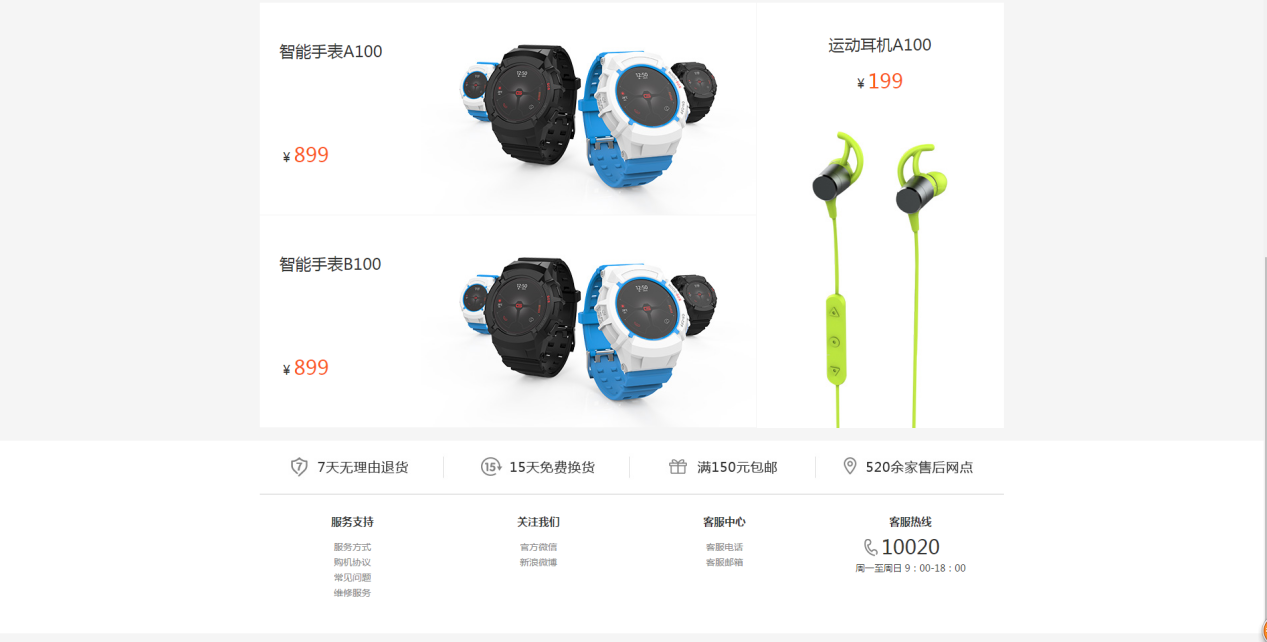 智能手表A100
¥ 899
运动耳机A100
¥ 199
智能手表B100
¥ 899
7天无理由退货
15天免费换货
满150元包邮
520余家售后网点
服务支持
服务方式
购机协议
常见问题
维修服务
关注我们
官方微信
新浪微博
客服中心
客服电话
客服邮箱
客服热线
10020
周一至周日 9：00-18：00